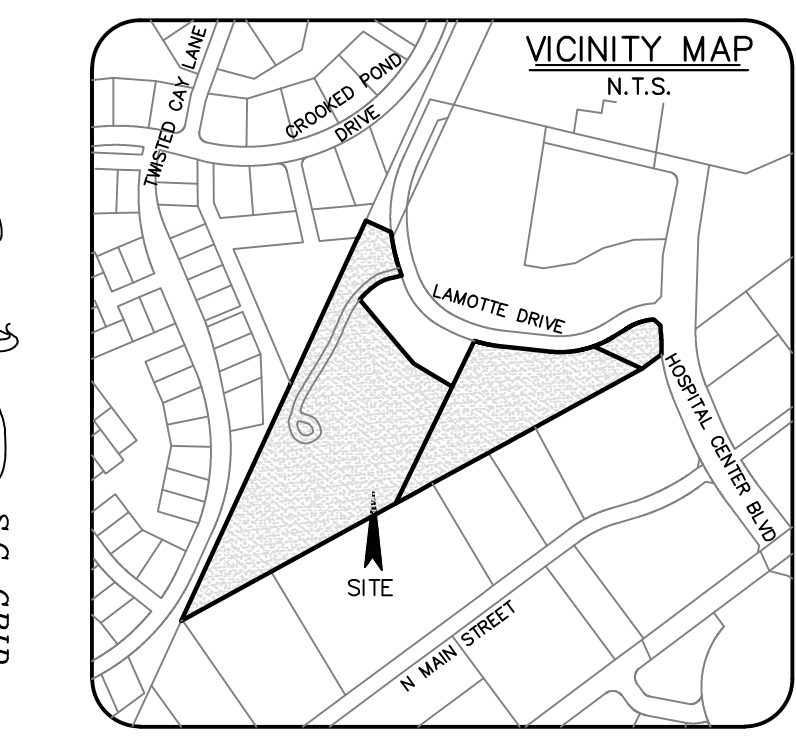 VICINITY MAP
N.T.S.
TWISTED CAY LANE
CROOKED POND
DRIVE
LAMOTTE DRIVE
HOSPITAL CENTER BLVD
SITE
N MAIN STREET